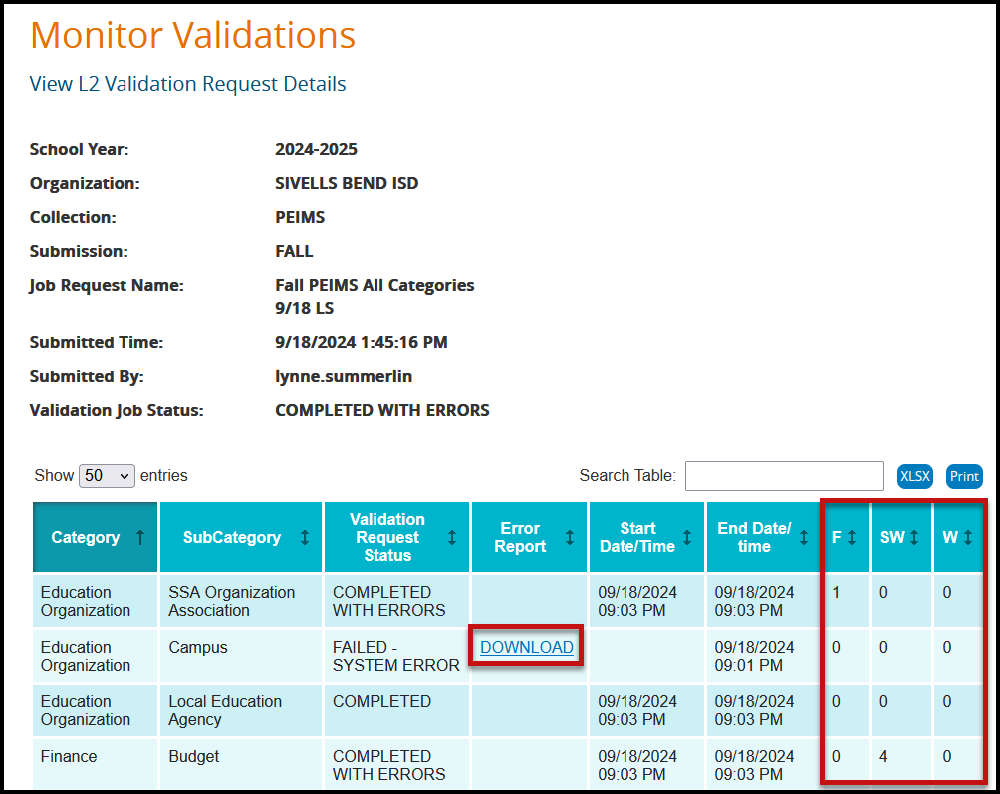 Monitor Validations
View L2 Validation Request Details
School Year: 2024-2025
Organization: SIVELLS BEND ISD
Collection: PEIMS
Submission: FALL
Job Request Name: Fall PEIMS All Categories
9/18 LS
Submitted Time: 9/18/2024 1:45:16 PM
Submitted By: lynne.summerlin
Validation Job Status: COMPLETED WITH ERRORS
Show 50 entries Search Table: XLSX Print
Category SubCategory Validation Request Status Error Report Start Date/Time End Date/ time F SW W
Education Organization SSA Organization Association COMPLETED WITH ERRORS 09/18/2024 09:03 PM 09/18/2024 09:03 PM 1 0 0
Education Organization Campus FAILED - SYSTEM ERROR DOWNLOAD 09/18/2024 09:01 PM 0 0 0
Education Organization Local Education Agency COMPLETED 09/18/2024 09:03 PM 09/18/2024 09:03 PM 0 0 0
Finance Budget COMPLETED WITH ERRORS 09/18/2024 09:03 PM 09/18/2024 09:03 PM 0 4 0